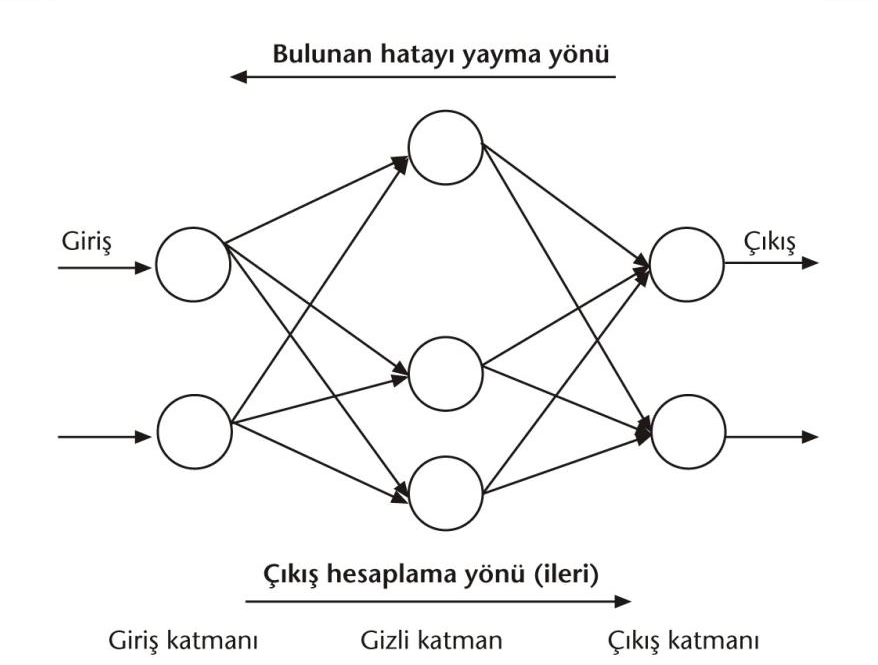 Bulunan hatayı yayma yönü
Giriş
Çıkış
Çıkış hesaplama yönü (ileri)
Giriş katmanı
Gizli katman
Çıkış katmanı